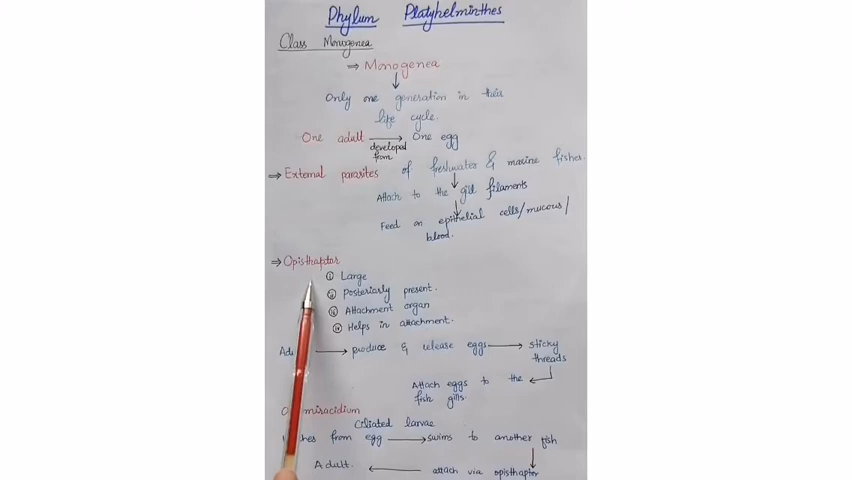 Phylum Platyhelminthes
Class Monogenea
⇒ Monogenea
↓
Only one generation in their
life cycle.
One adult → One egg
developed
from
⇒ External parasites of freshwater & marine fishes.
Attach to the gill filaments
Feed on epithelial cells/mucous/
blood.
⇒ Opisthaptor
① Large
② Posteriorly present.
③ Attachment organ
④ Helps in attachment.
→ produce & release eggs → sticky
threads
Attach eggs to the
fish gills.
miracidium
Ciliated larvae
from egg → swims to another fish
Adult. ← attach via opisthaptor